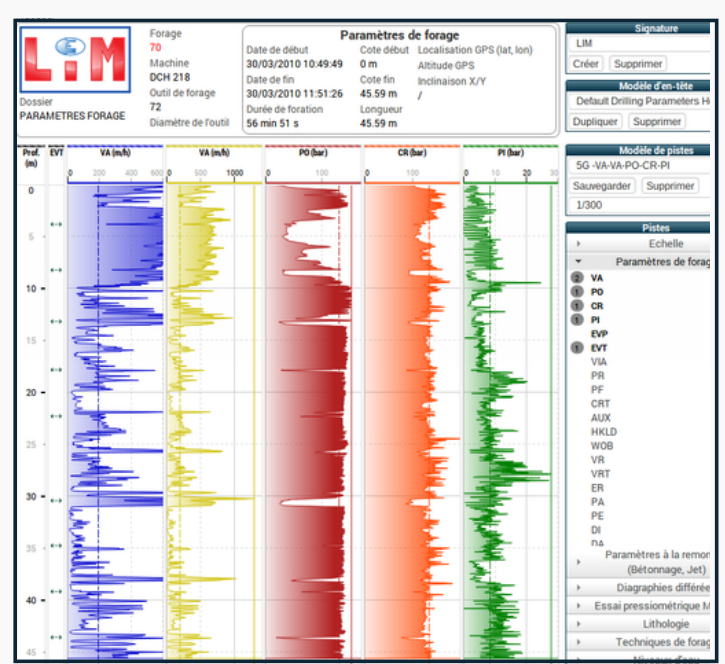 LIM
Dossier
PARAMETRES FORAGE
Forage
70
Machine
DCH 218
Outil de forage
72
Diamètre de l'outil
Paramètres de forage
Date de début
30/03/2010 10:49:49
Date de fin
30/03/2010 11:51:26
Durée de foration
56 min 51 s
Cote début
0 m
Cote fin
45.59 m
Longueur
45.59 m
Localisation GPS (lat, lon)
Altitude GPS
Inclinaison X/Y
/
Signature
LIM
Créer Supprimer
Modèle d'en-tête
Default Drilling Parameters H
Dupliquer Supprimer
Modèle de pistes
5G -VA-VA-PO-CR-PI
Sauvegarder Supprimer
1/300
Pistes
Echelle
Paramètres de forag
2 VA
1 PO
1 CR
1 PI
EVP
1 EVT
VIA
PR
PF
CRT
AUX
HKLD
WOB
VR
VRT
ER
PA
PE
DI
DA
Paramètres à la remon
(Bétonnage, Jet)
Diagraphies différée
Essai pressiométrique M
Lithologie
Techniques de forag
Prof. EVT VA (m/h) VA (m/h) PO (bar) CR (bar) PI (bar)
(m)
0 200 400 600 0 500 1000 0 100 0 100 0 10 20 30
0
5
10
15
20
25
30
35
40
45